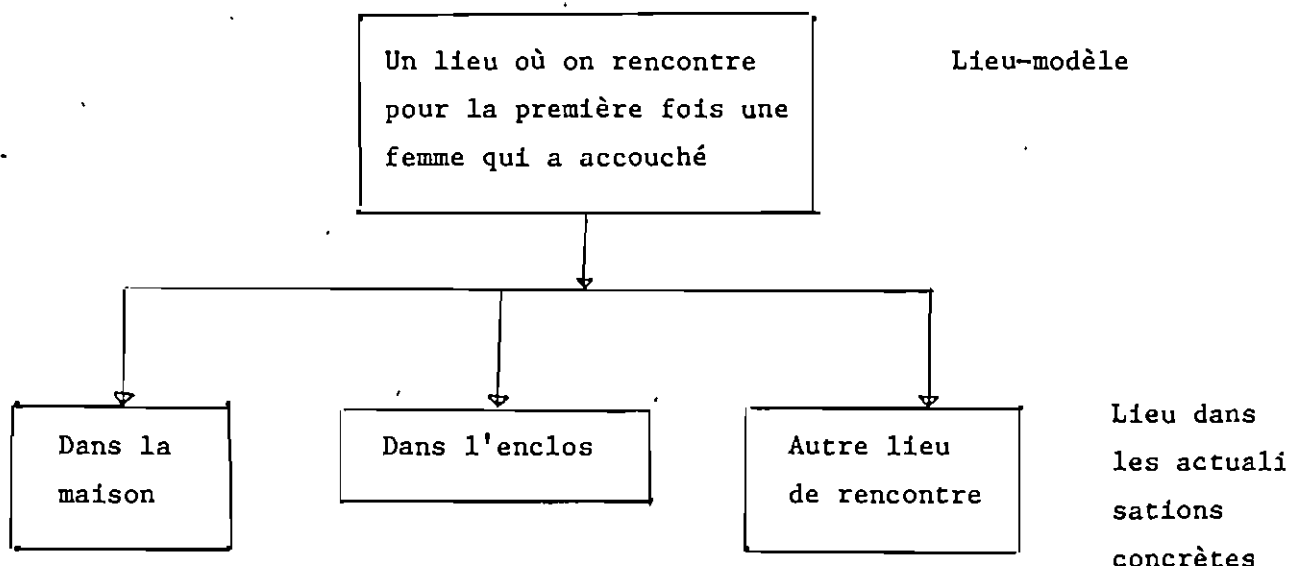 Un lieu où on rencontre
pour la première fois une
femme qui a accouché
Lieu-modèle
Dans la
maison
Dans l'enclos
Autre lieu
de rencontre
Lieu dans
les actuali
sations
concrètes